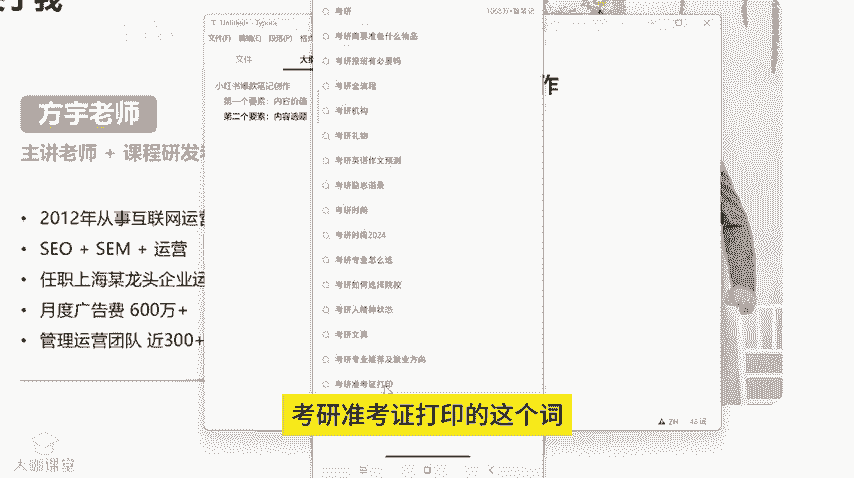 了我
方宇老师
主讲老师 + 课程研发
• 2012年从事互联网运营
• SEO + SEM + 运营
• 任职上海某龙头企业运
• 月度广告费 600万+
• 管理运营团队 近300+
大咖课堂
Untitled - Typora
文件(F) 编辑(E) 段落(P) 格式
文件
大纲
小红书爆款笔记创作
第一个要素：内容价值
第二个要素：内容选题
作
考研
考研需要准备什么物品
考研报班有必要吗
考研全流程
考研机构
考研礼物
考研英语作文预测
考研励志语录
考研时间
考研时间2024
考研专业怎么选
考研如何选择院校
考研人精神状态
考研文具
考研专业推荐及就业方向
考研准考证打印
考研准考证打印的这个词